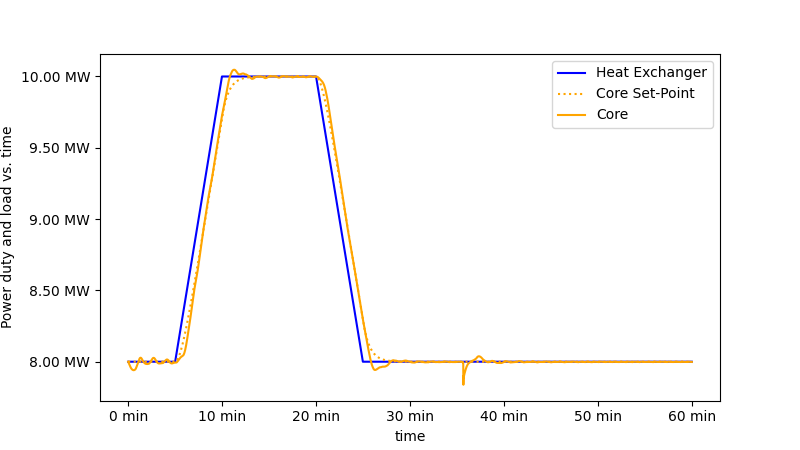 10.00 MW
9.50 MW
9.00 MW
8.50 MW
8.00 MW
Power duty and load vs. time
Heat Exchanger
Core Set-Point
Core
0 min 10 min 20 min 30 min 40 min 50 min 60 min
time